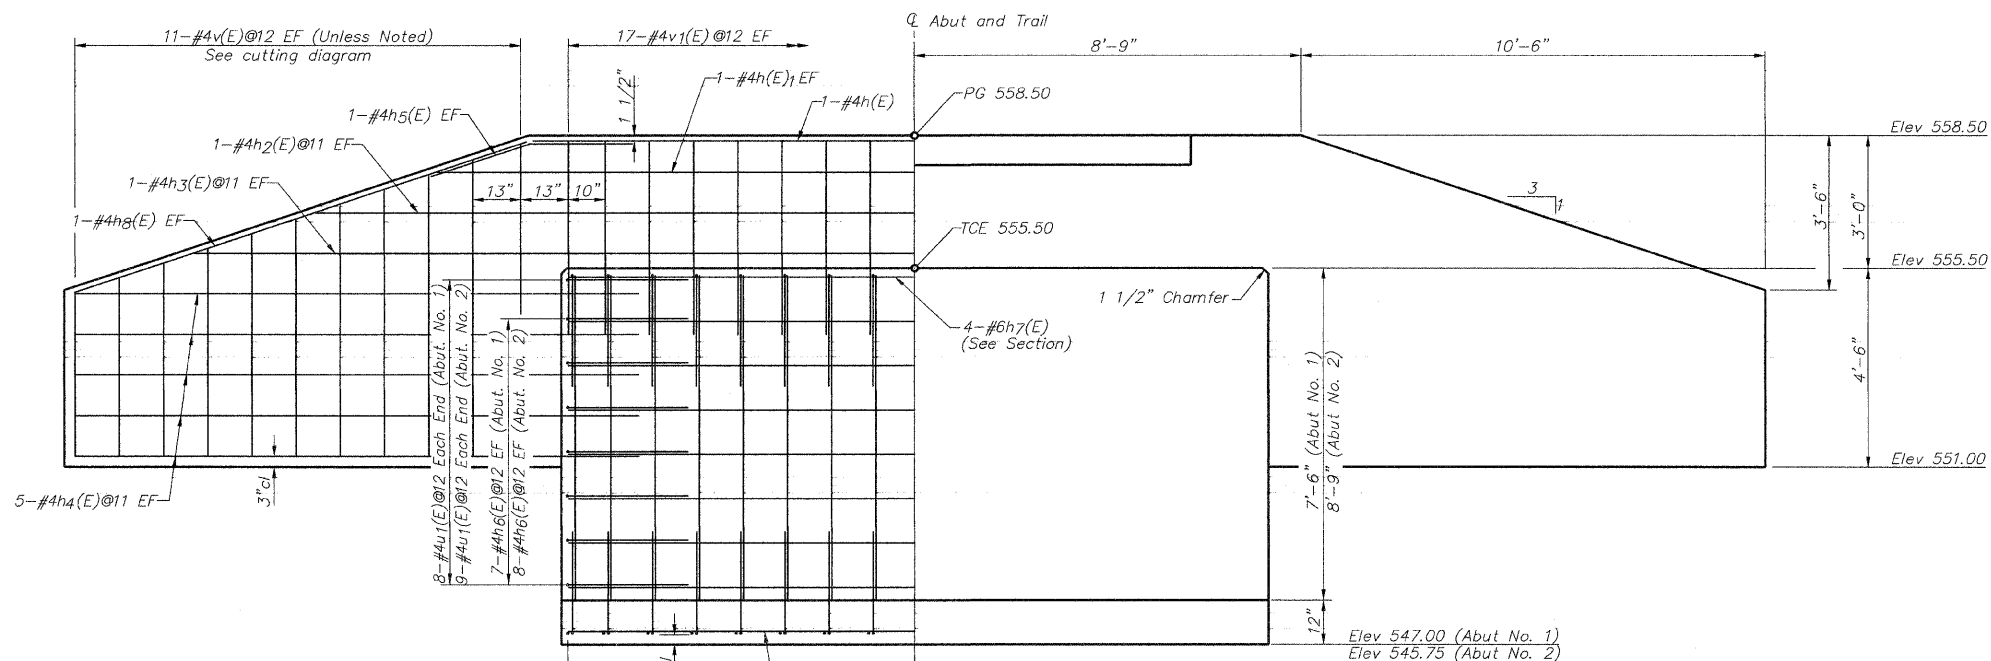 ℄ Abut and Trail
11-#4v(E)@12 EF (Unless Noted)
See cutting diagram
17-#4v1(E)@12 EF
8'-9"
10'-6"
1 1/2"
1-#4h(E)1 EF
1-#4h(E)
PG 558.50
1-#4h5(E) EF
Elev 558.50
1-#4h2(E)@11 EF
1-#4h3(E)@11 EF
13"
13"
10"
3
1
3'-6"
3'-0"
1-#4h8(E) EF
TCE 555.50
Elev 555.50
1 1/2" Chamfer
4-#6h7(E)
(See Section)
8-#4u1(E)@12 Each End (Abut. No. 1)
9-#4u1(E)@12 Each End (Abut. No. 2)
7-#4h6(E)@12 EF (Abut. No. 1)
8-#4h6(E)@12 EF (Abut. No. 2)
7'-6" (Abut No. 1)
8'-9" (Abut No. 2)
4'-6"
Elev 551.00
5-#4h4(E)@11 EF
3"cl
12"
Elev 547.00 (Abut No. 1)
Elev 545.75 (Abut No. 2)